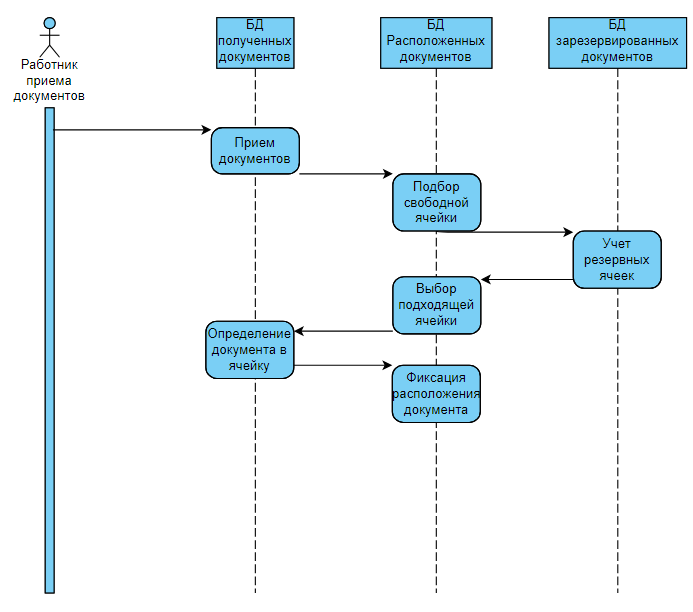 Работник
приема
документов
БД
полученных
документов
БД
Расположенных
документов
БД
зарезервированных
документов
Прием
документов
Подбор
свободной
ячейки
Учет
резервных
ячеек
Выбор
подходящей
ячейки
Определение
документа в
ячейку
Фиксация
расположения
документа